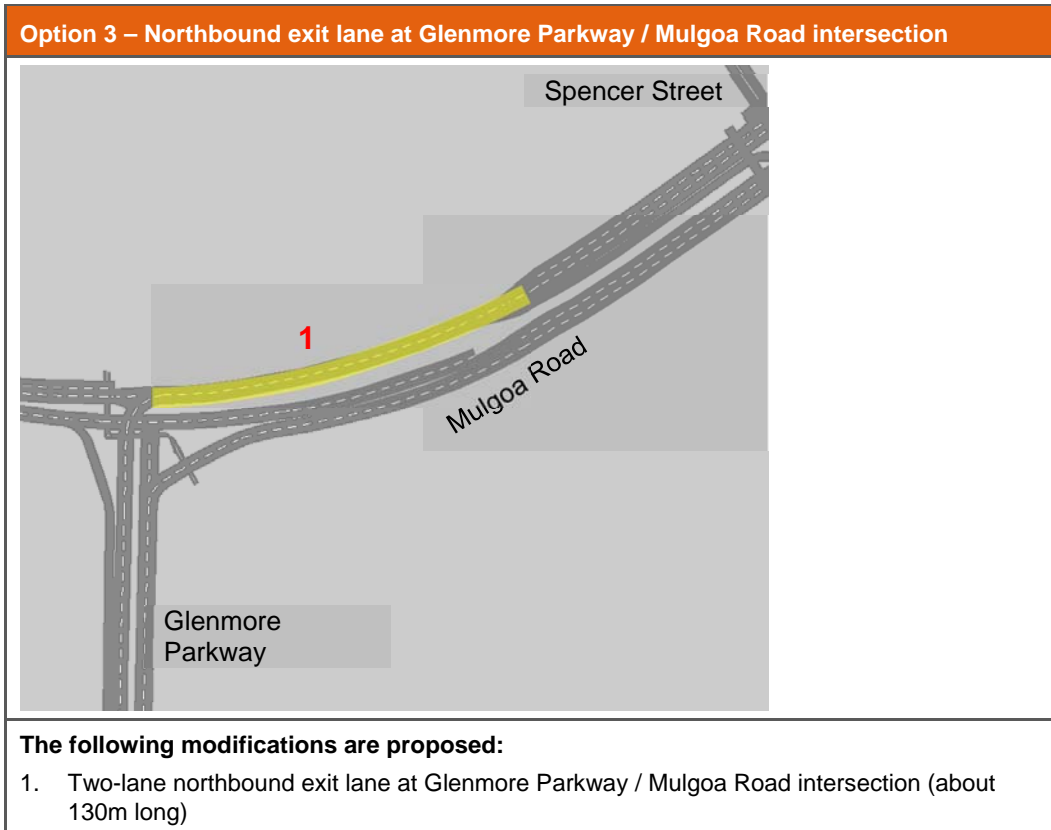 Option 3 – Northbound exit lane at Glenmore Parkway / Mulgoa Road intersection
Spencer Street
1
Mulgoa Road
Glenmore
Parkway
The following modifications are proposed:
1. Two-lane northbound exit lane at Glenmore Parkway / Mulgoa Road intersection (about
130m long)